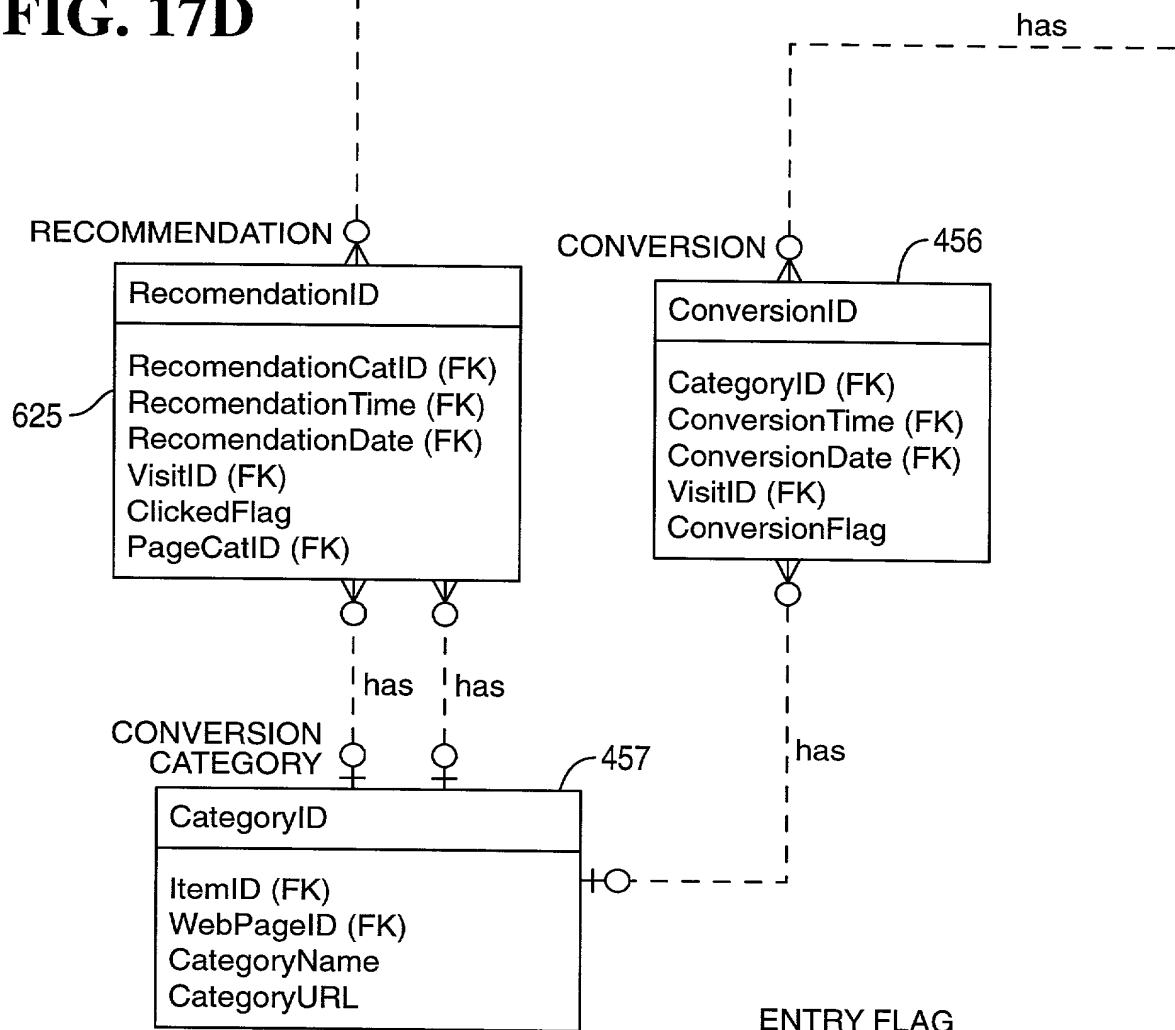 FIG. 17D
has
RECOMMENDATION
RecomendationID
RecomendationCatID (FK)
RecomendationTime (FK)
RecomendationDate (FK)
VisitID (FK)
ClickedFlag
PageCatID (FK)
625
CONVERSION
456
ConversionID
CategoryID (FK)
ConversionTime (FK)
ConversionDate (FK)
VisitID (FK)
ConversionFlag
has
has
has
CONVERSION
CATEGORY
457
CategoryID
ItemID (FK)
WebPageID (FK)
CategoryName
CategoryURL
ENTRY FLAG